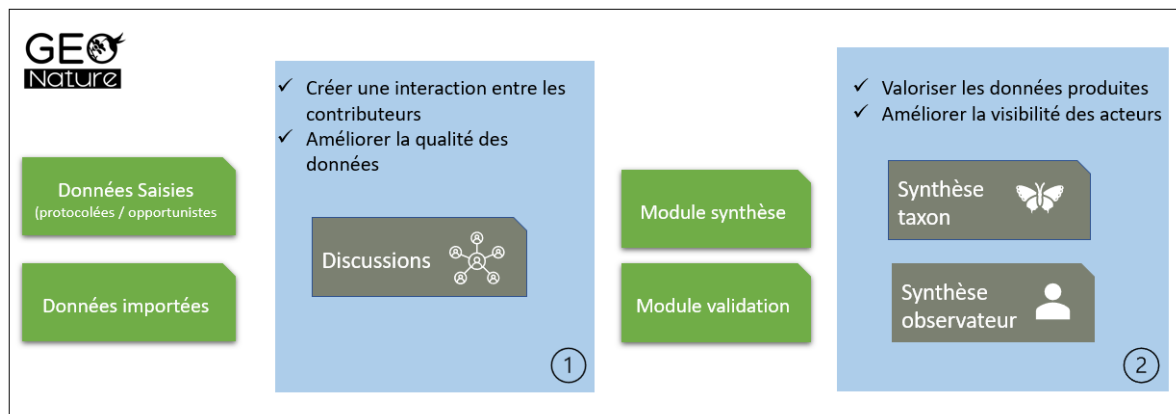 GEO
Nature
Données Saisies
(protocolées / opportunistes
Données importées
✓ Créer une interaction entre les
contributeurs
✓ Améliorer la qualité des
données
Discussions
1
Module synthèse
Module validation
✓ Valoriser les données produites
✓ Améliorer la visibilité des acteurs
Synthèse
taxon
Synthèse
observateur
2